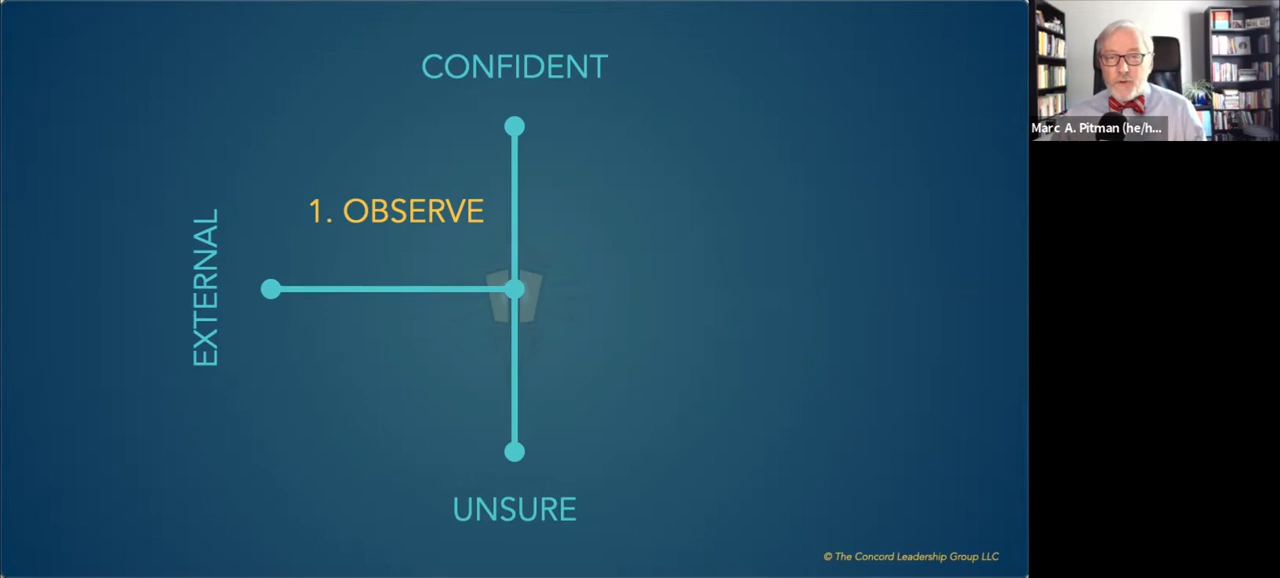 CONFIDENT
1. OBSERVE
EXTERNAL
UNSURE
© The Concord Leadership Group LLC
Marc A. Pitman (he/h...